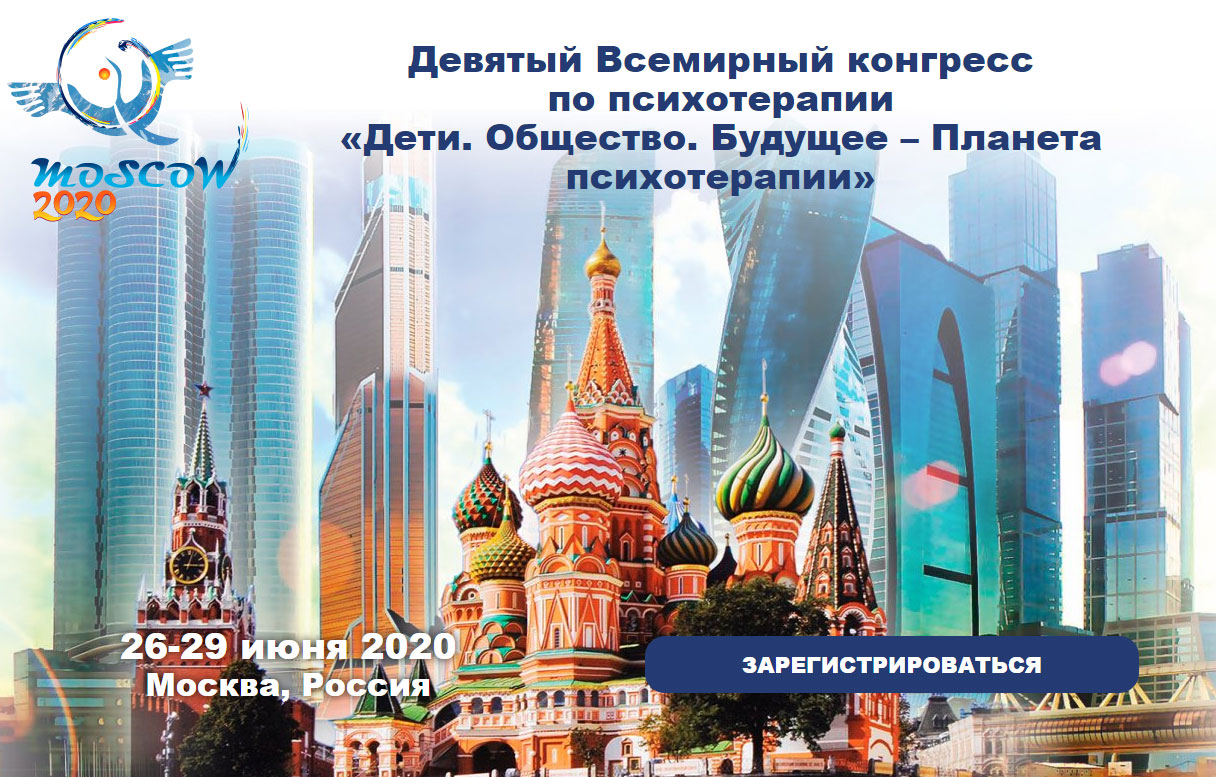 Девятый Всемирный конгресс
по психотерапии
«Дети. Общество. Будущее – Планета
психотерапии»
MOSCOW
2020
26-29 июня 2020
Москва, Россия
ЗАРЕГИСТРИРОВАТЬСЯ